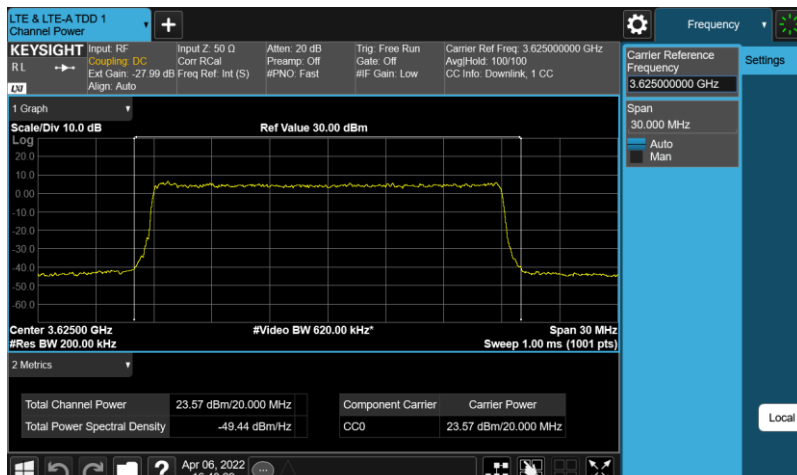 LTE & LTE-A TDD 1
Channel Power
Frequency
KEYSIGHT
RL
LXI
Input: RF
Coupling: DC
Ext Gain: -27.99 dB
Align: Auto
Input Z: 50 Ω
Corr RCal
Freq Ref: Int (S)
Atten: 20 dB
Preamp: Off
#PNO: Fast
Trig: Free Run
Gate: Off
#IF Gain: Low
Carrier Ref Freq: 3.625000000 GHz
Avg|Hold: 100/100
CC Info: Downlink, 1 CC
Carrier Reference
Frequency
3.625000000 GHz
Settings
Span
30.000 MHz
Auto
Man
1 Graph
Scale/Div 10.0 dB
Ref Value 30.00 dBm
Log
20.0
10.0
0.00
-10.0
-20.0
-30.0
-40.0
-50.0
-60.0
Center 3.62500 GHz
#Video BW 620.00 kHz*
Span 30 MHz
#Res BW 200.00 kHz
Sweep 1.00 ms (1001 pts)
2 Metrics
Total Channel Power 23.57 dBm/20.000 MHz
Total Power Spectral Density -49.44 dBm/Hz
Component Carrier Carrier Power
CC0 23.57 dBm/20.000 MHz
Local
?
Apr 06, 2022